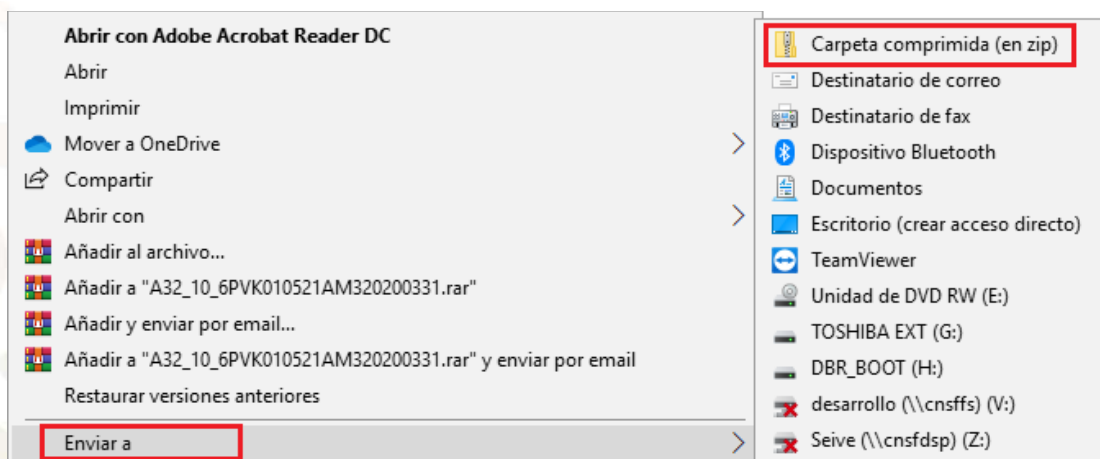 Abrir con Adobe Acrobat Reader DC
Abrir
Imprimir
Mover a OneDrive
Compartir
Abrir con
Añadir al archivo...
Añadir a "A32_10_6PVK010521AM320200331.rar"
Añadir y enviar por email...
Añadir a "A32_10_6PVK010521AM320200331.rar" y enviar por email
Restaurar versiones anteriores
Enviar a
Carpeta comprimida (en zip)
Destinatario de correo
Destinatario de fax
Dispositivo Bluetooth
Documentos
Escritorio (crear acceso directo)
TeamViewer
Unidad de DVD RW (E:)
TOSHIBA EXT (G:)
DBR_BOOT (H:)
desarrollo (\\cnsffs) (V:)
Seive (\\cnsfdsp) (Z:)